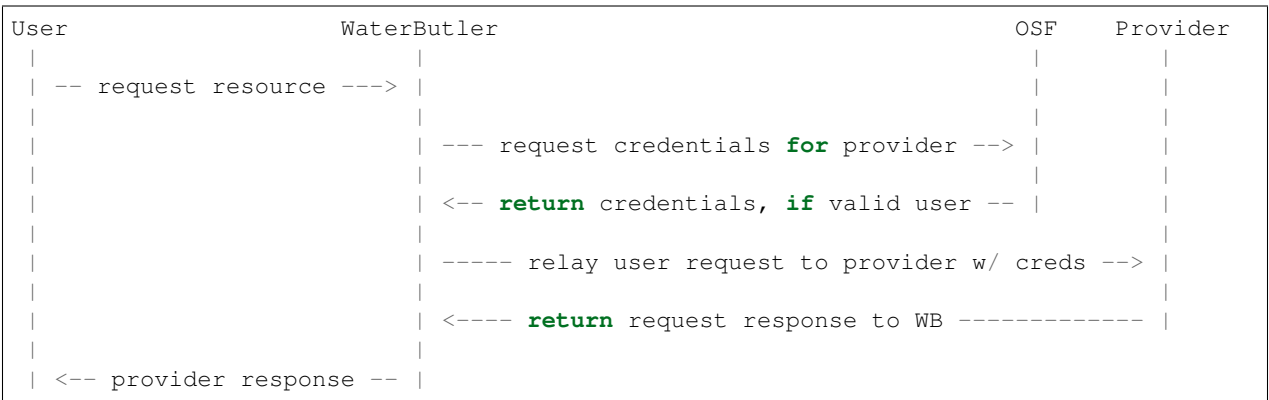 User                    WaterButler                                      OSF    Provider
 |                            |                                            |        |
 | -- request resource ---> |                                            |        |
 |                            |                                            |        |
 |                            | --- request credentials for provider --> |        |
 |                            |                                            |        |
 |                            | <-- return credentials, if valid user -- |        |
 |                            |                                                     |
 |                            | ----- relay user request to provider w/ creds --> |
 |                            |                                                     |
 |                            | <---- return request response to WB ------------- |
 |                            |
 | <-- provider response -- |